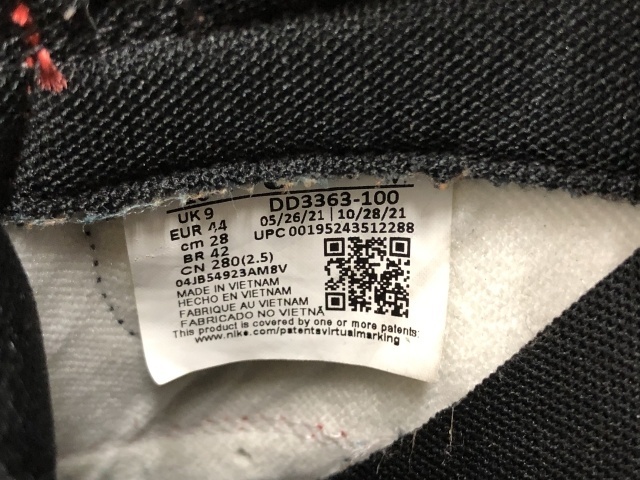 UK 9
EUR 44
cm 28
BR 42
CN 280(2.5)
04JB54923AM8V
DD3363-100
05/26/21 | 10/28/21
UPC 00195243512288
MADE IN VIETNAM
HECHO EN VIETNAM
FABRIQUE AU VIETNAM
FABRICADO NO VIETNÃ
This product is covered by one or more patents:
www.nike.com/patentsvirtualmarking